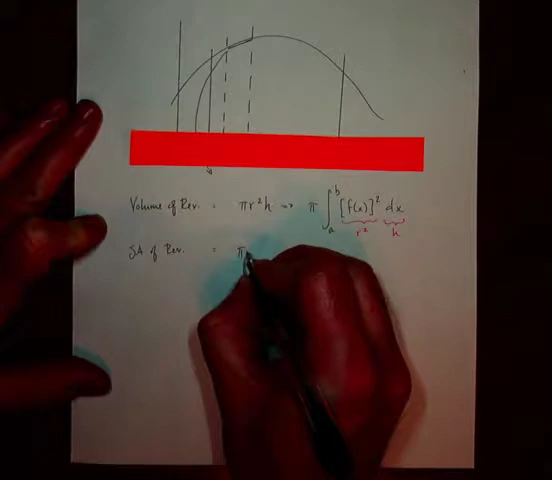 Volume of Rev. = πr²h ⇒ π ∫ₐᵇ [f(x)]² dx
r² h
SA of Rev. = π